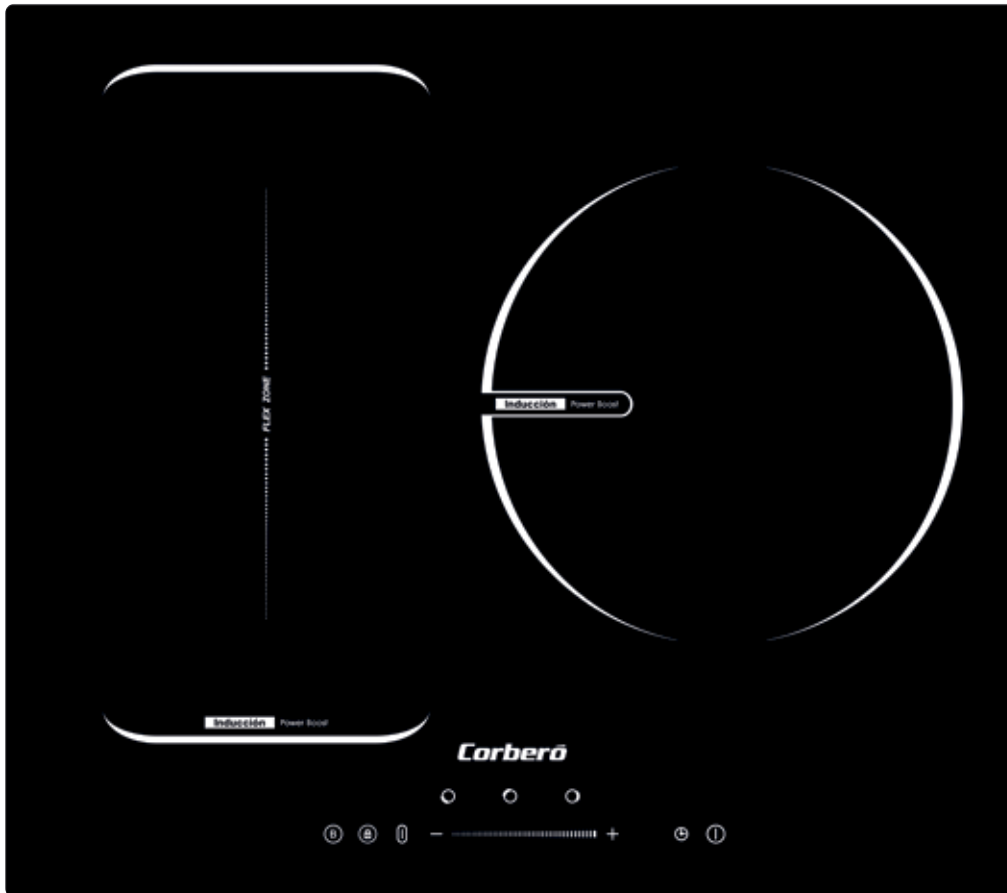 FLEX ZONE
Inducción Power Boost
Inducción Power Boost
Corberó
B
− +